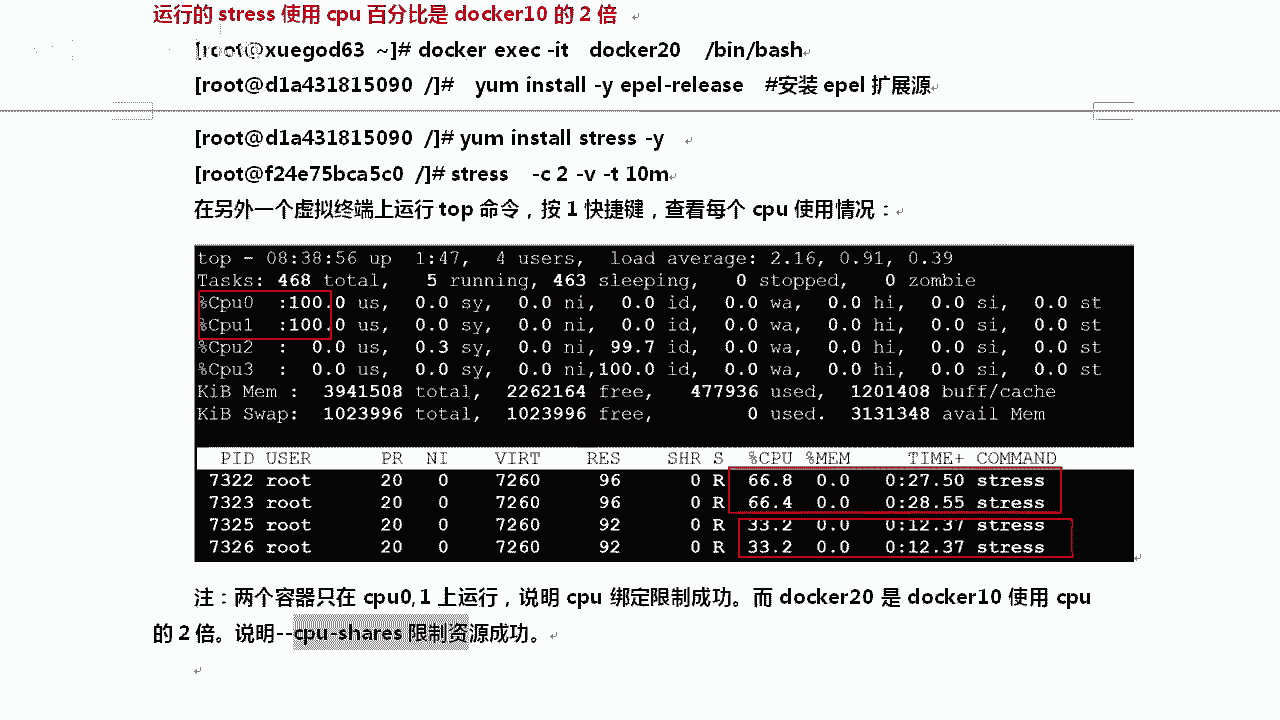 运行的 stress 使用 cpu 百分比是 docker10 的 2 倍
[root@xuegod63 ~]# docker exec -it docker20 /bin/bash
[root@d1a431815090 /]# yum install -y epel-release #安装 epel 扩展源
[root@d1a431815090 /]# yum install stress -y
[root@f24e75bca5c0 /]# stress -c 2 -v -t 10m
在另外一个虚拟终端上运行 top 命令，按 1 快捷键，查看每个 cpu 使用情况：
top - 08:38:56 up 1:47, 4 users, load average: 2.16, 0.91, 0.39
Tasks: 468 total, 5 running, 463 sleeping, 0 stopped, 0 zombie
%Cpu0 :100.0 us, 0.0 sy, 0.0 ni, 0.0 id, 0.0 wa, 0.0 hi, 0.0 si, 0.0 st
%Cpu1 :100.0 us, 0.0 sy, 0.0 ni, 0.0 id, 0.0 wa, 0.0 hi, 0.0 si, 0.0 st
%Cpu2 : 0.0 us, 0.3 sy, 0.0 ni, 99.7 id, 0.0 wa, 0.0 hi, 0.0 si, 0.0 st
%Cpu3 : 0.0 us, 0.0 sy, 0.0 ni,100.0 id, 0.0 wa, 0.0 hi, 0.0 si, 0.0 st
KiB Mem : 3941508 total, 2262164 free, 477936 used, 1201408 buff/cache
KiB Swap: 1023996 total, 1023996 free, 0 used. 3131348 avail Mem
PID USER PR NI VIRT RES SHR S %CPU %MEM TIME+ COMMAND
7322 root 20 0 7260 96 0 R 66.8 0.0 0:27.50 stress
7323 root 20 0 7260 96 0 R 66.4 0.0 0:28.55 stress
7325 root 20 0 7260 92 0 R 33.2 0.0 0:12.37 stress
7326 root 20 0 7260 92 0 R 33.2 0.0 0:12.37 stress
注：两个容器只在 cpu0,1 上运行，说明 cpu 绑定限制成功。而 docker20 是 docker10 使用 cpu
的 2 倍。说明--cpu-shares 限制资源成功。